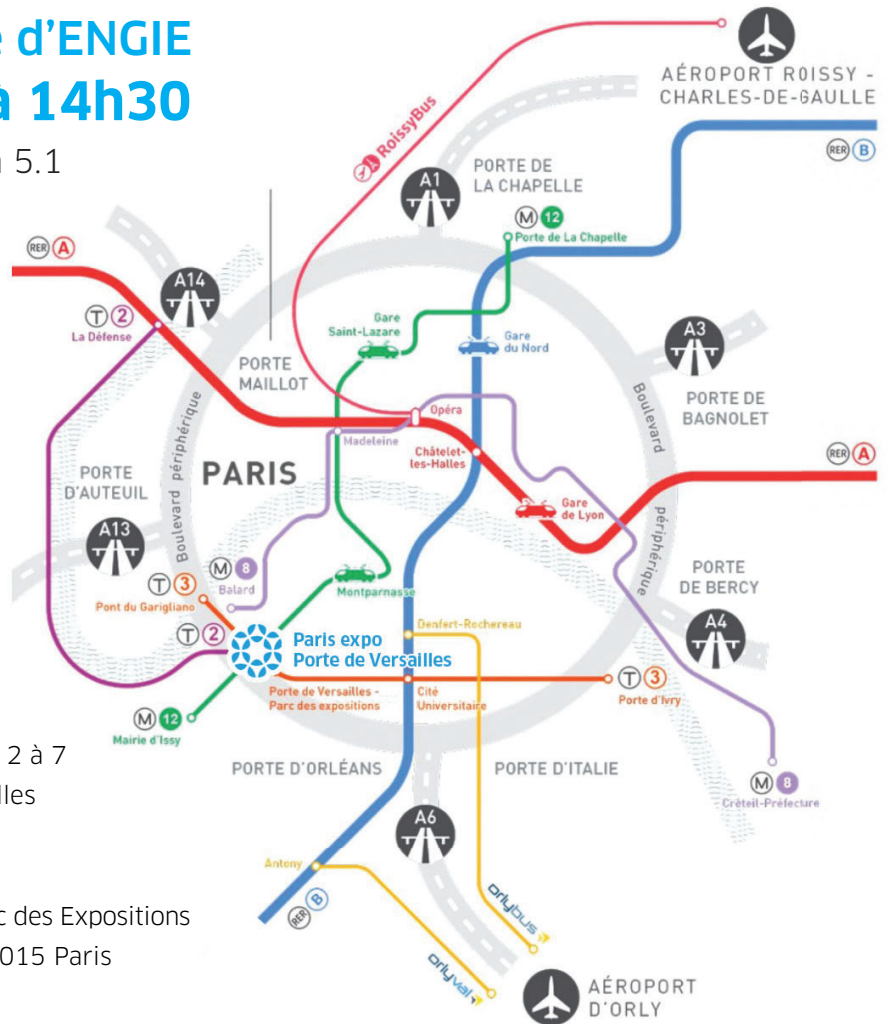 e d'ENGIE
à 14h30
5.1
AÉROPORT ROISSY -
CHARLES-DE-GAULLE
RoissyBus
RER B
A1
PORTE DE
LA CHAPELLE
M 12
Porte de La Chapelle
RER A
A14
T 2
La Défense
Gare
Saint-Lazare
Gare
du Nord
A3
PORTE
MAILLOT
PORTE DE
BAGNOLET
Boulevard périphérique
Boulevard
périphérique
Opéra
Madeleine
Châtelet-
les-Halles
RER A
PARIS
PORTE
D'AUTEUIL
Gare
de Lyon
A13
M 8
Balard
T 3
Pont du Garigliano
Montparnasse
PORTE
DE BERCY
A4
T 2
Denfert-Rochereau
Paris expo
Porte de Versailles
Porte de Versailles -
Parc des expositions
Cité
Universitaire
T 3
Porte d'Ivry
M 12
Mairie d'Issy
2 à 7
lles
PORTE D'ORLÉANS
PORTE D'ITALIE
M 8
Créteil-Préfecture
A6
Antony
RER B
orlybus
orlyval
c des Expositions
015 Paris
AÉROPORT
D'ORLY